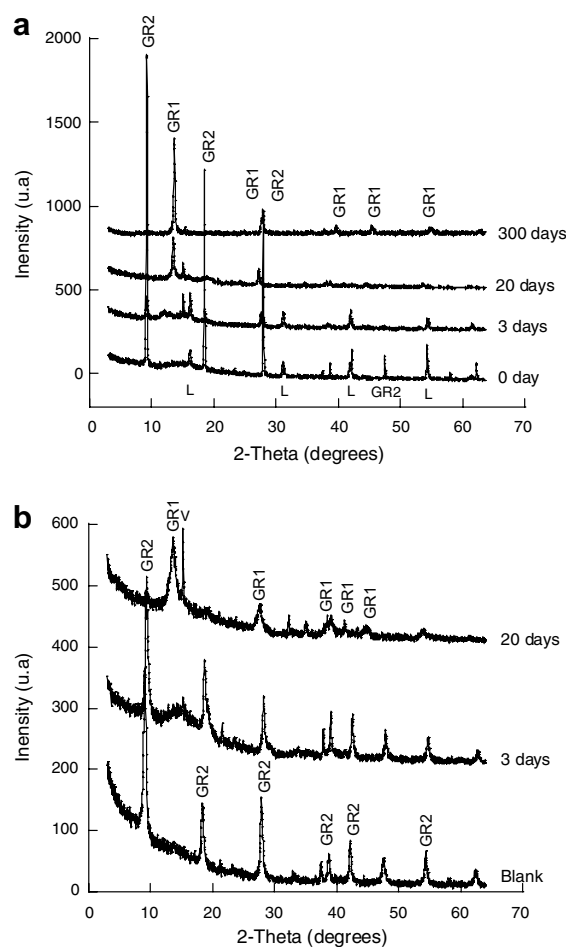 a
GR2
2000
1500
GR1
GR2
GR1
GR2
GR1
GR1
GR1
1000
300 days
20 days
500
3 days
0
0 day
L
L
L
GR2
L
0
10
20
30
40
50
60
70
2-Theta (degrees)
Inensity (u.a)
b
600
GR1
V
GR2
500
GR1
GR1
GR1
GR1
20 days
400
300
3 days
200
GR2
GR2
GR2
GR2
GR2
100
Blank
0
0
10
20
30
40
50
60
70
2-Theta (degrees)
Inensity (u.a)